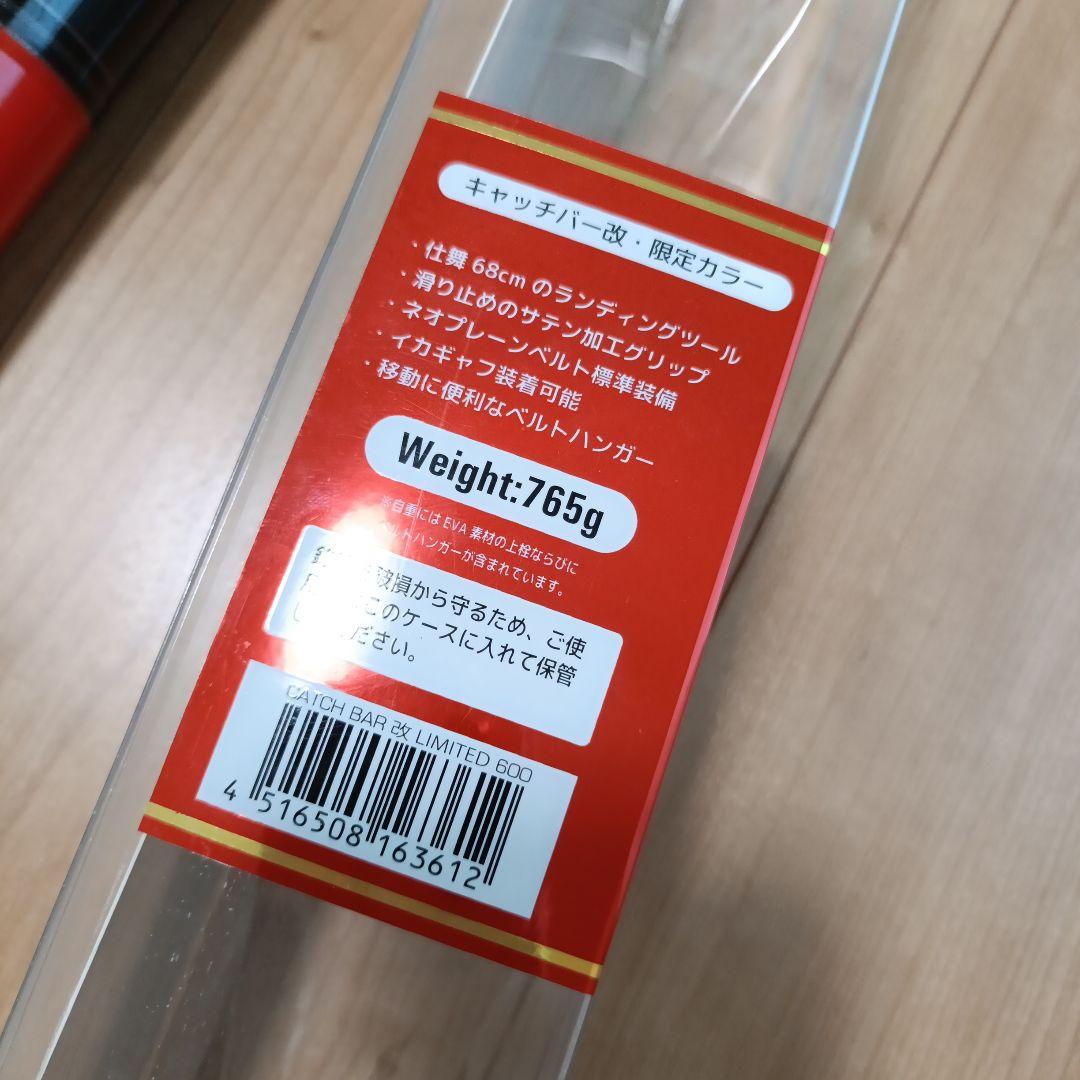 キャッチバー改・限定カラー
・仕舞 68cm のランディングツール
・滑り止めのサテン加工グリップ
・ネオプレーンベルト標準装備
・イカギャフ装着可能
・移動に便利なベルトハンガー
Weight:765g
※自重には EVA 素材の上栓ならびに
ベルトハンガーが含まれています。
破損から守るため、ご使
このケースに入れて保管
ださい。
CATCH BAR 改 LIMITED 600
4 516508 163612